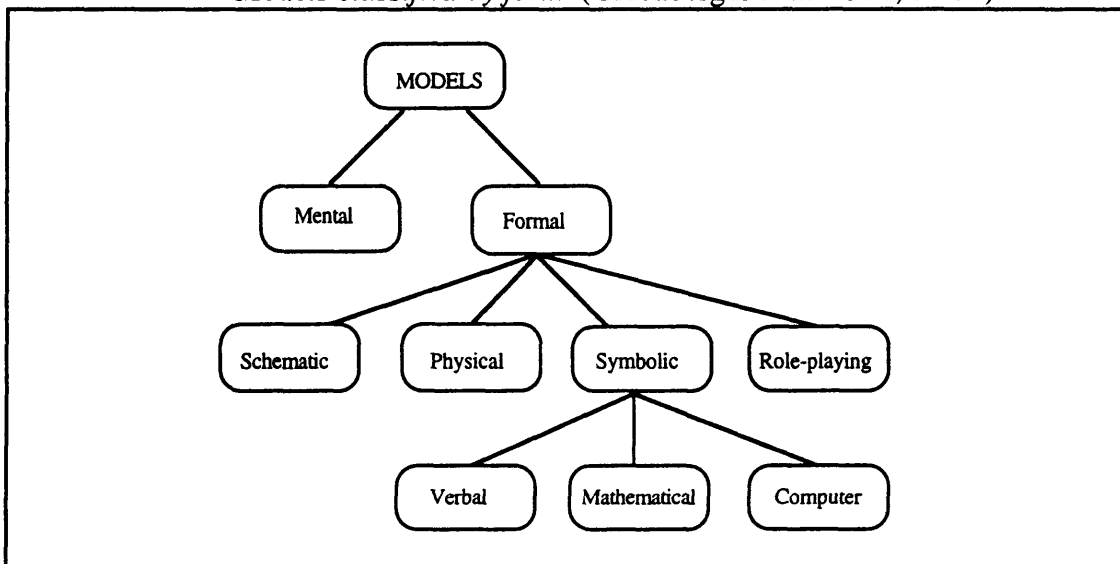 MODELS
Mental
Formal
Schematic
Physical
Symbolic
Role-playing
Verbal
Mathematical
Computer